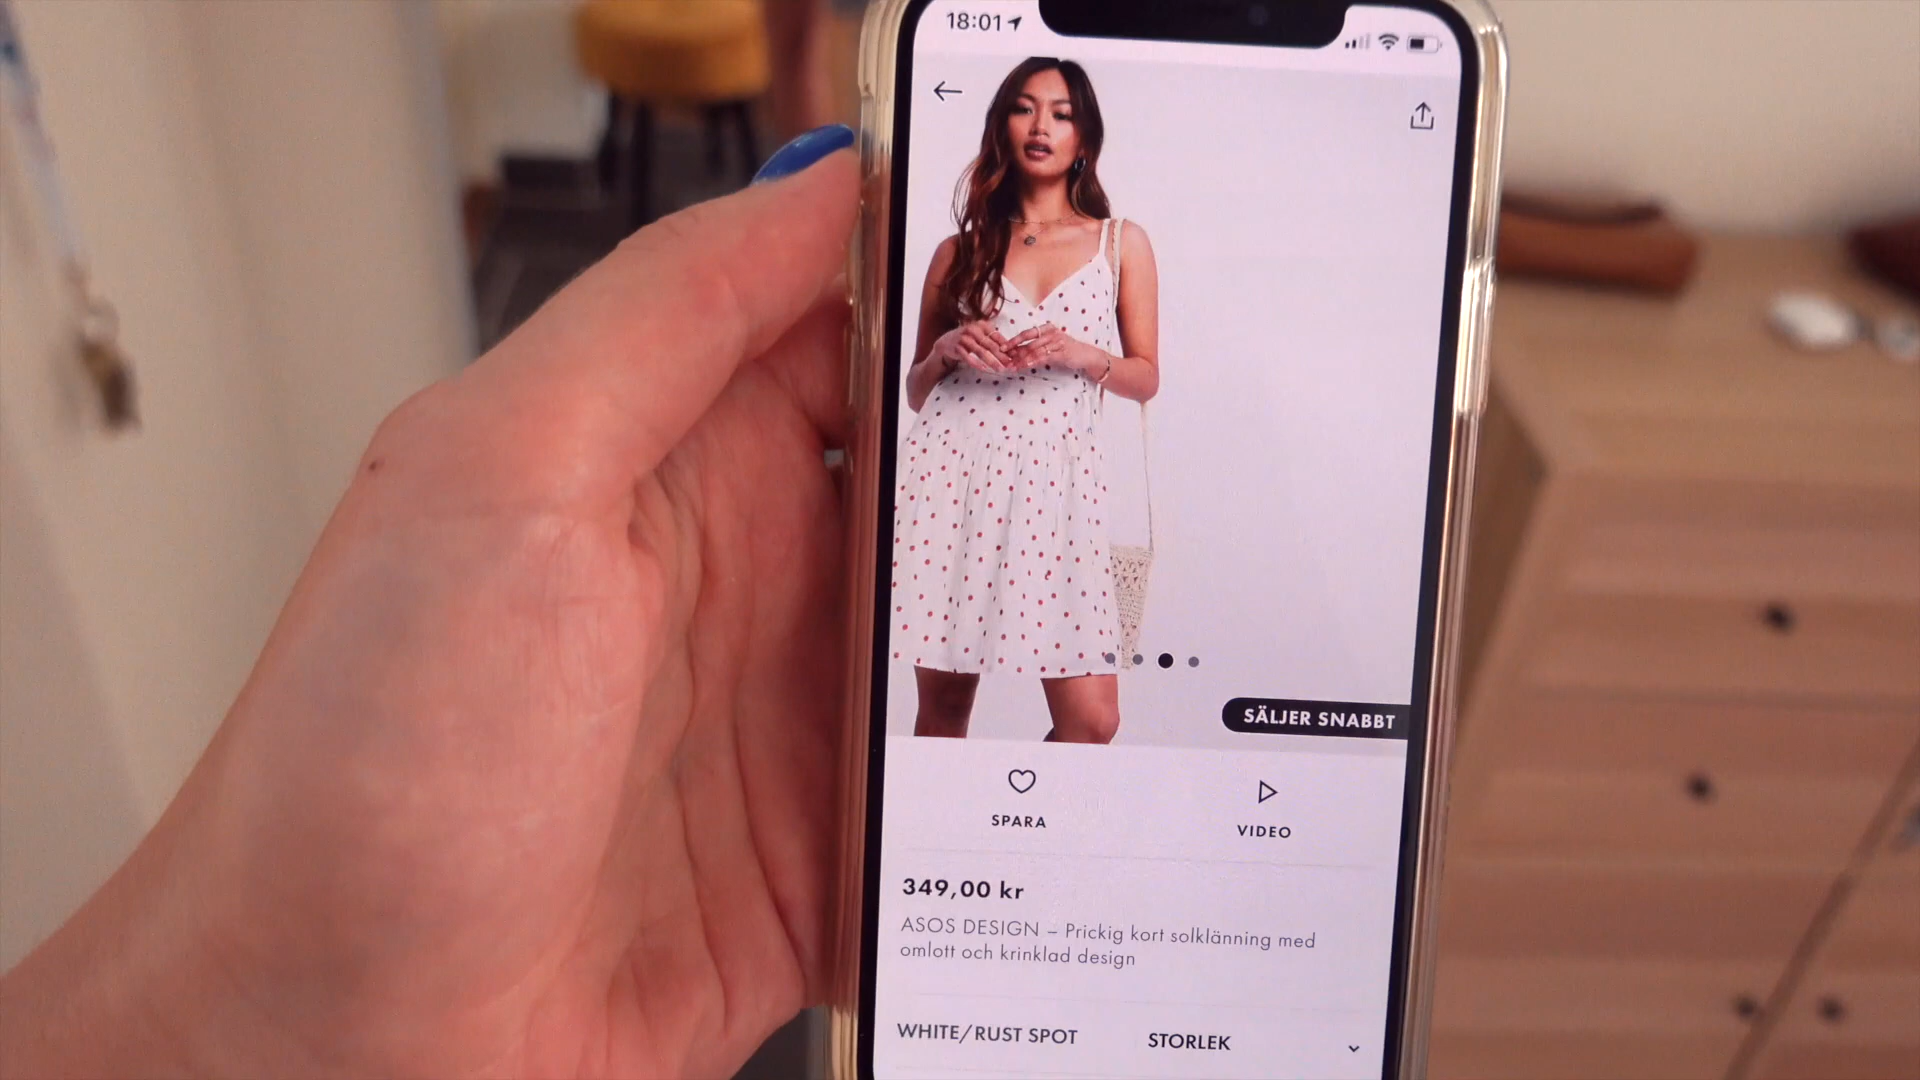 18:01
SÄLJER SNABBT
SPARA
VIDEO
349,00 kr
ASOS DESIGN – Prickig kort solklänning med
omlott och krinklad design
WHITE/RUST SPOT
STORLEK